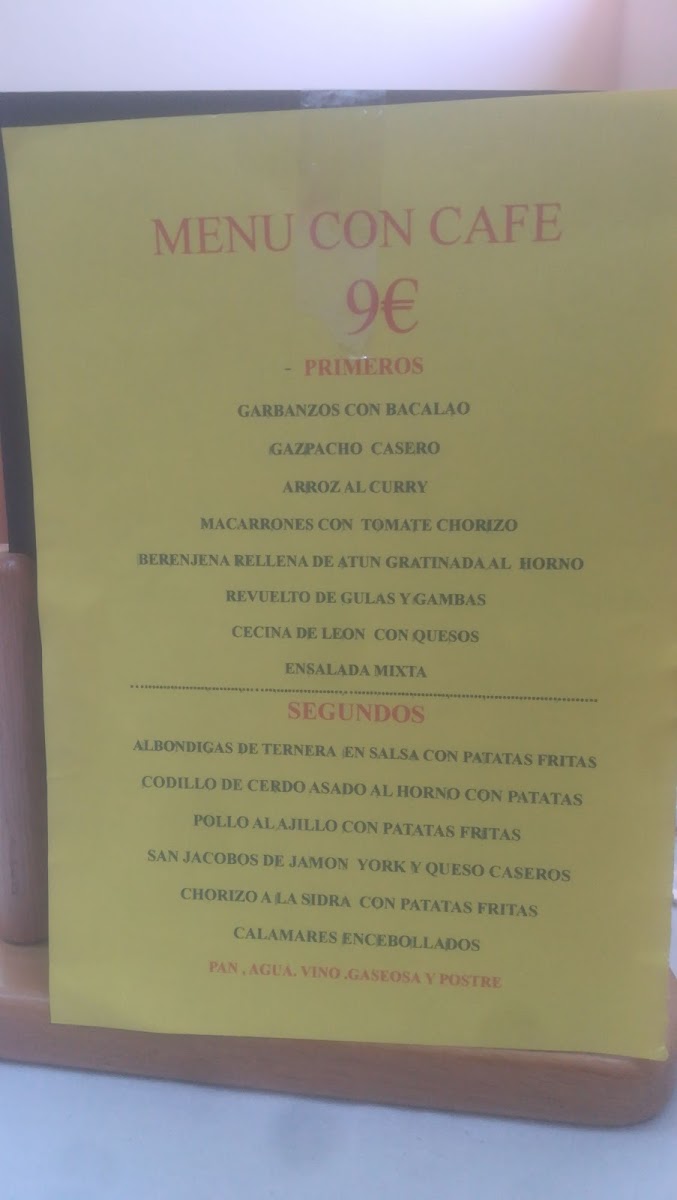 MENU CON CAFE
9€
- PRIMEROS
GARBANZOS CON BACALAO
GAZPACHO CASERO
ARROZ AL CURRY
MACARRONES CON TOMATE CHORIZO
BERENJENA RELLENA DE ATUN GRATINADA AL HORNO
REVUELTO DE GULAS Y GAMBAS
CECINA DE LEON CON QUESOS
ENSALADA MIXTA
SEGUNDOS
ALBONDIGAS DE TERNERA EN SALSA CON PATATAS FRITAS
CODILLO DE CERDO ASADO AL HORNO CON PATATAS
POLLO AL AJILLO CON PATATAS FRITAS
SAN JACOBOS DE JAMON YORK Y QUESO CASEROS
CHORIZO A LA SIDRA CON PATATAS FRITAS
CALAMARES ENCEBOLLADOS
PAN , AGUA. VINO .GASEOSA Y POSTRE